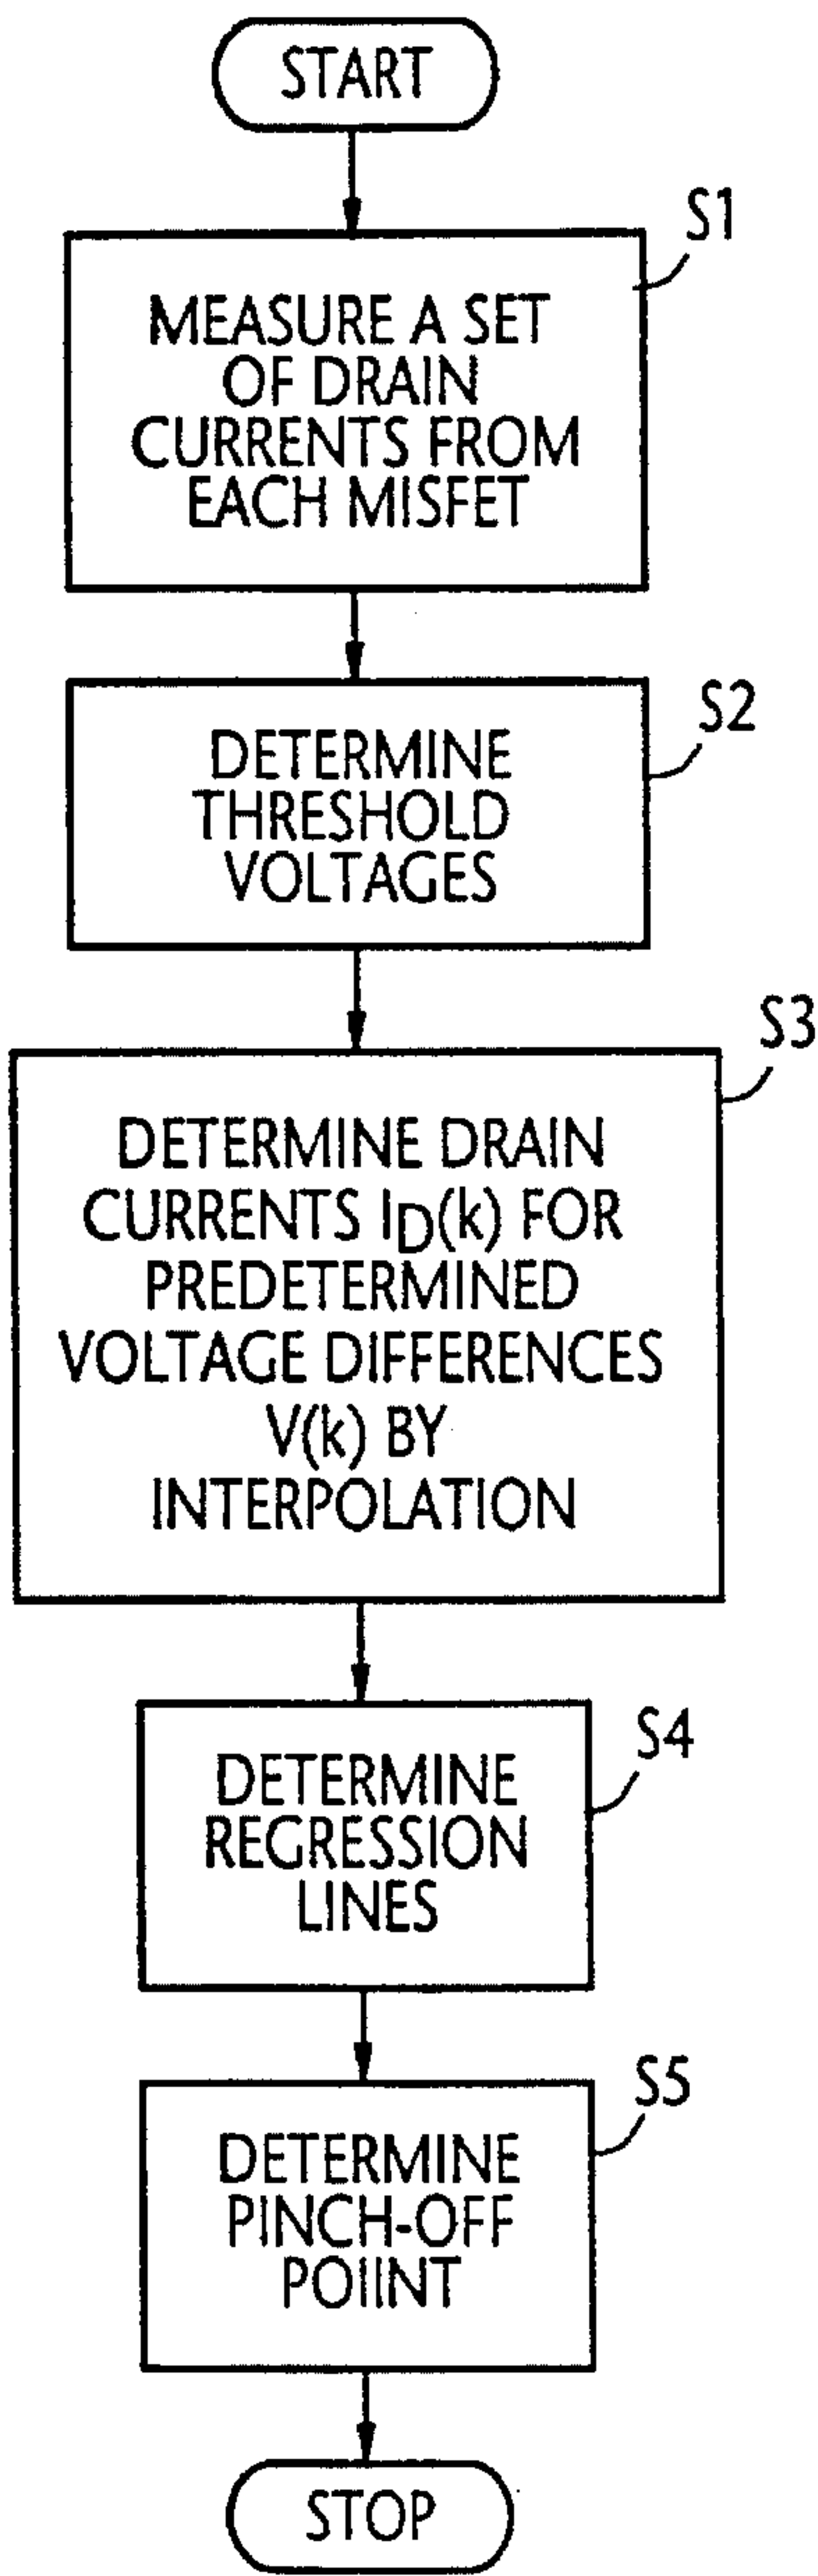 START
S1
MEASURE A SET
OF DRAIN
CURRENTS FROM
EACH MISFET
S2
DETERMINE
THRESHOLD
VOLTAGES
S3
DETERMINE DRAIN
CURRENTS ID(k) FOR
PREDETERMINED
VOLTAGE DIFFERENCES
V(k) BY
INTERPOLATION
S4
DETERMINE
REGRESSION
LINES
S5
DETERMINE
PINCH-OFF
POIINT
STOP